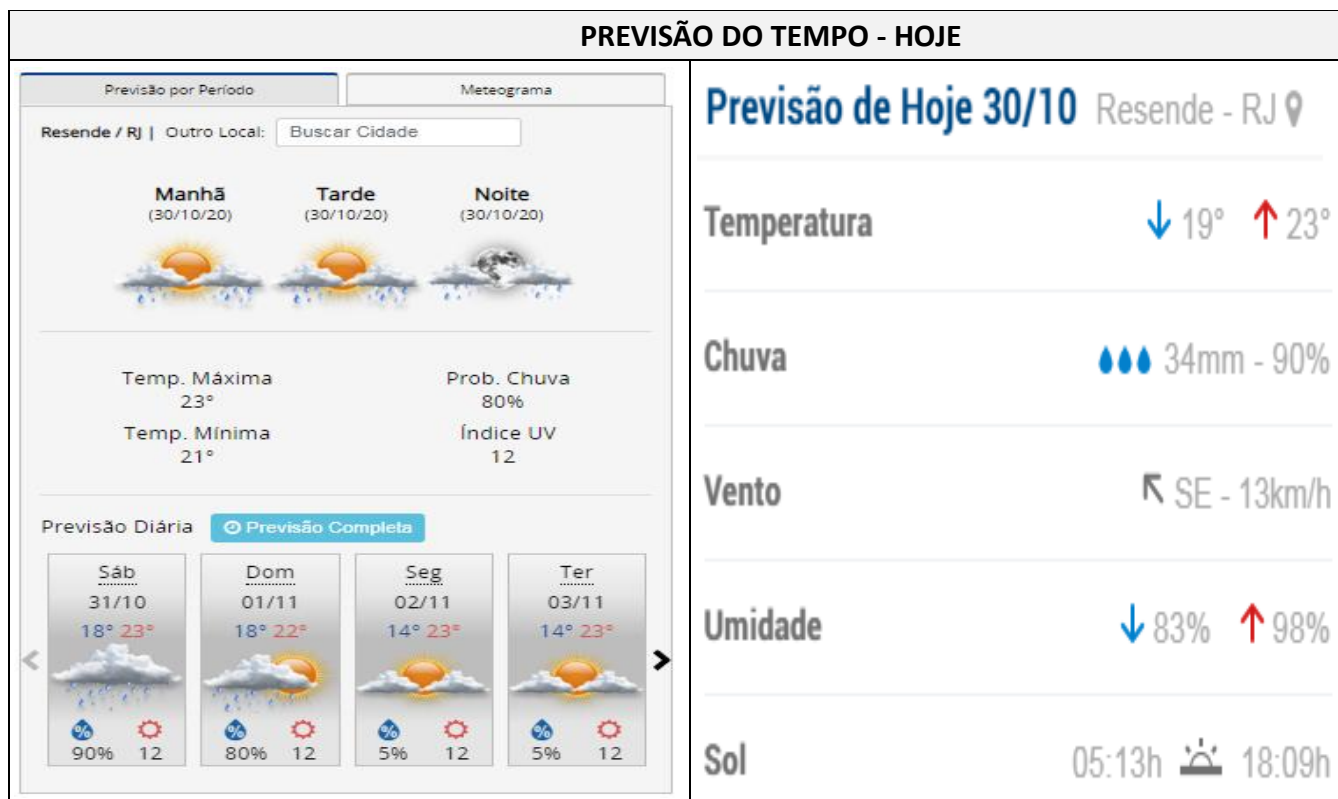 PREVISÃO DO TEMPO - HOJE
Previsão por Período
Meteograma
Resende / RJ | Outro Local: Buscar Cidade
Manhã Tarde Noite
(30/10/20) (30/10/20) (30/10/20)
Temp. Máxima Prob. Chuva
23° 80%
Temp. Mínima Índice UV
21° 12
Previsão Diária Previsão Completa
Sáb Dom Seg Ter
31/10 01/11 02/11 03/11
18° 23° 18° 22° 14° 23° 14° 23°
% % % %
90% 12 80% 12 5% 12 5% 12
Previsão de Hoje 30/10 Resende - RJ
Temperatura 19° 23°
Chuva 34mm - 90%
Vento SE - 13km/h
Umidade 83% 98%
Sol 05:13h 18:09h